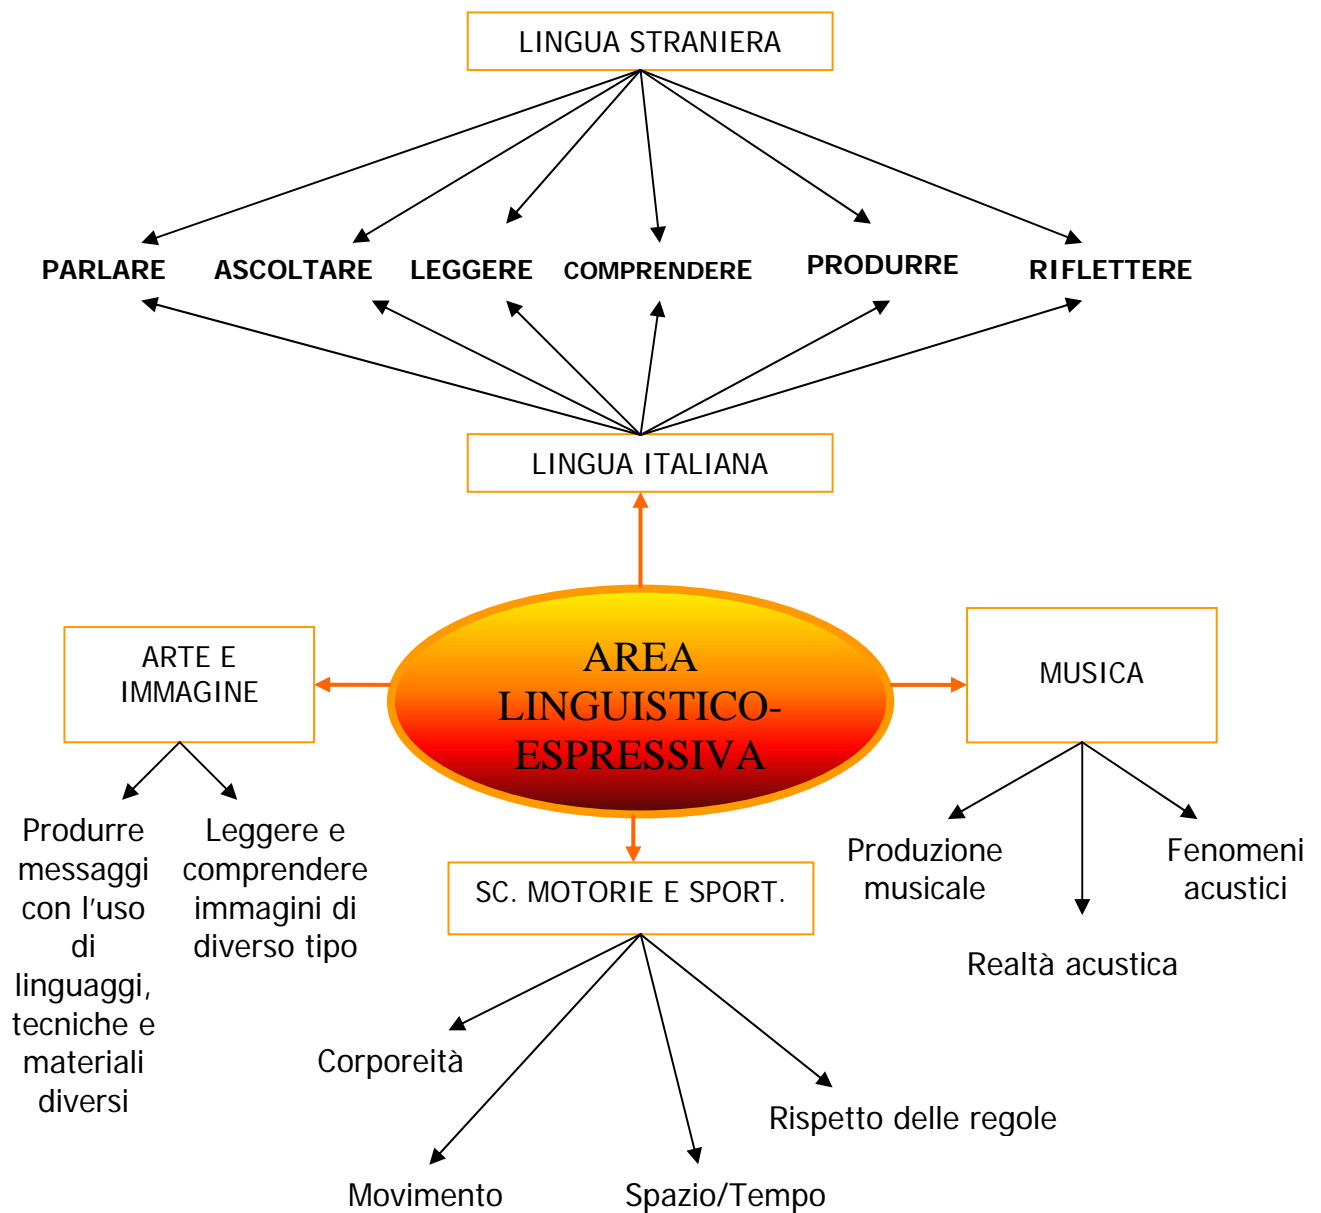 LINGUA STRANIERA
PARLARE
ASCOLTARE
LEGGERE
COMPRENDERE
PRODURRE
RIFLETTERE
LINGUA ITALIANA
ARTE E
IMMAGINE
AREA
LINGUISTICO-
ESPRESSIVA
MUSICA
Produrre
messaggi
con l'uso
di
linguaggi,
tecniche e
materiali
diversi
Leggere e
comprendere
immagini di
diverso tipo
SC. MOTORIE E SPORT.
Produzione
musicale
Fenomeni
acustici
Realtà acustica
Corporeità
Rispetto delle regole
Movimento
Spazio/Tempo